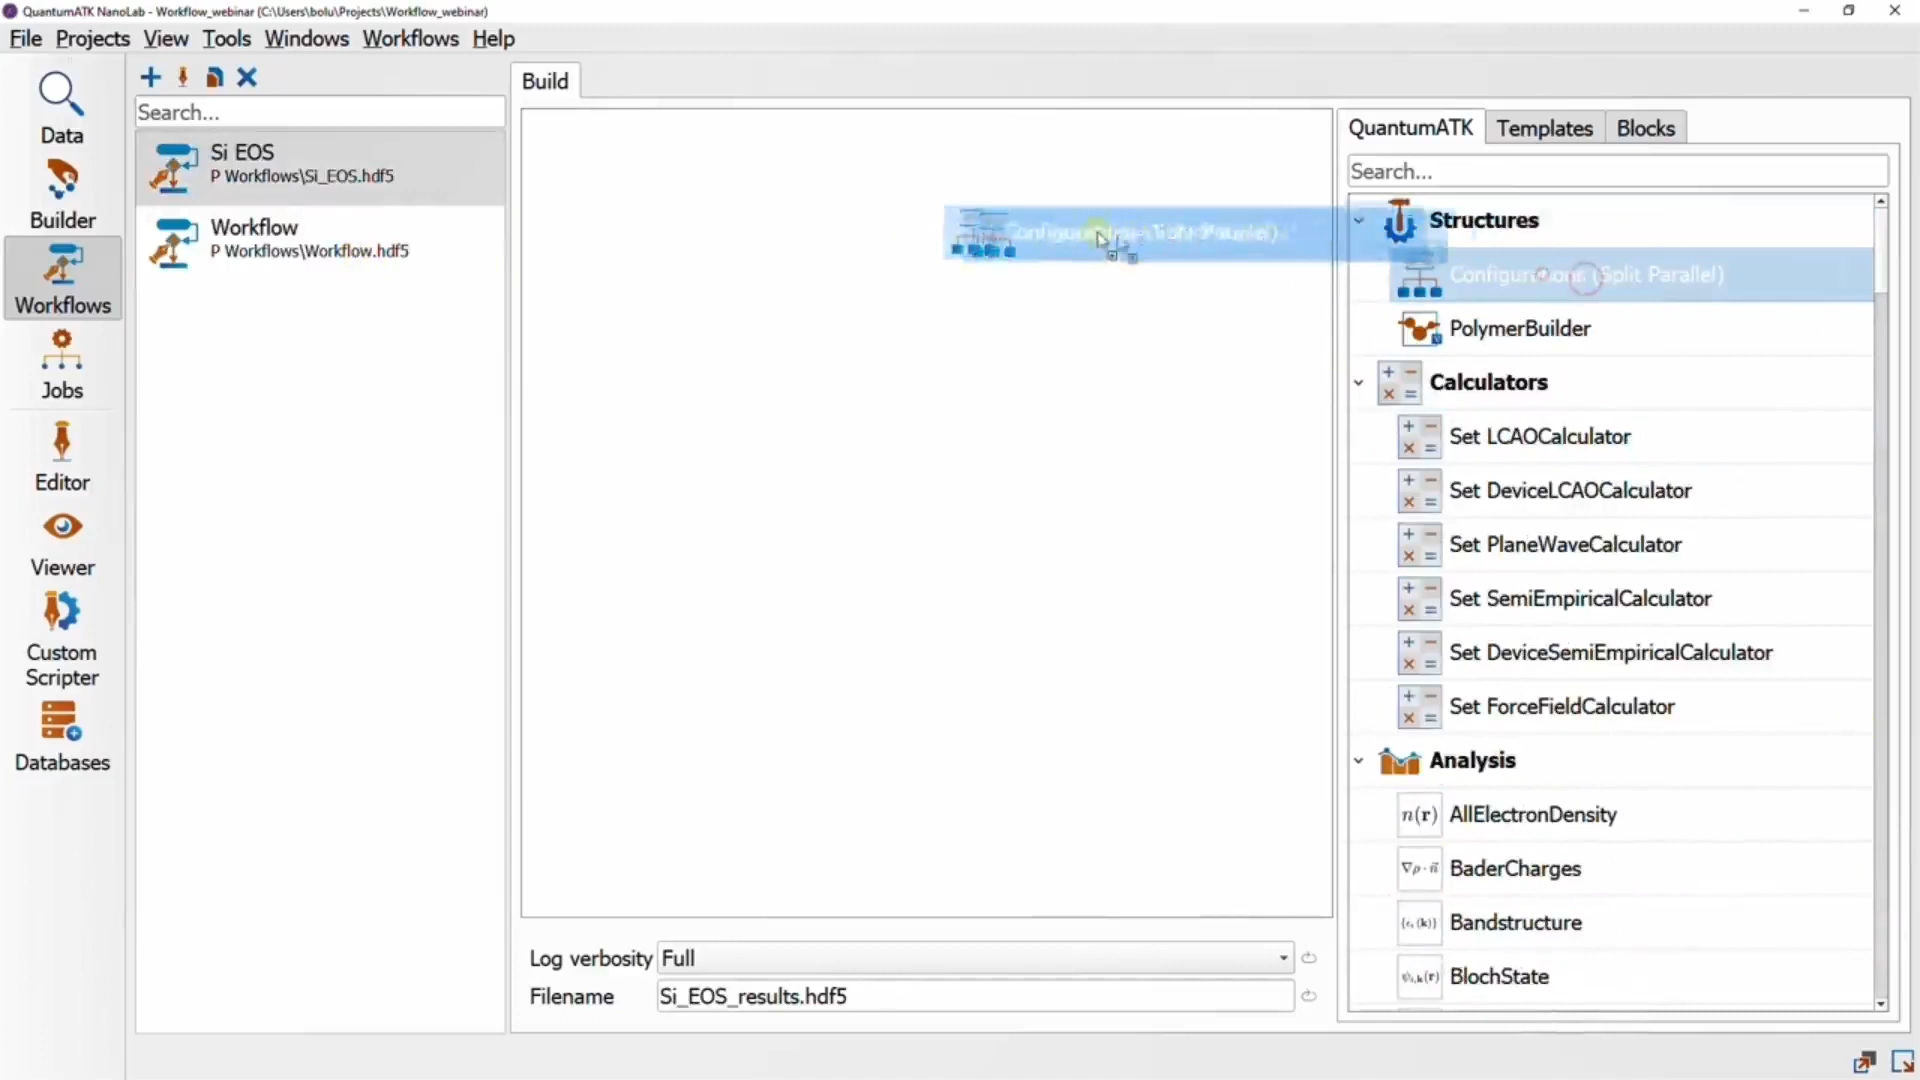 QuantumATK NanoLab - Workflow_webinar (C:\Users\bolu\Projects\Workflow_webinar)
File Projects View Tools Windows Workflows Help
Data
Builder
Workflows
Jobs
Editor
Viewer
Custom
Scripter
Databases
Search...
Si EOS
P Workflows\Si_EOS.hdf5
Workflow
P Workflows\Workflow.hdf5
Build
Log verbosity Full
Filename Si_EOS_results.hdf5
QuantumATK Templates Blocks
Search...
Structures
Configurations (Split Parallel)
PolymerBuilder
Calculators
Set LCAOCalculator
Set DeviceLCAOCalculator
Set PlaneWaveCalculator
Set SemiEmpiricalCalculator
Set DeviceSemiEmpiricalCalculator
Set ForceFieldCalculator
Analysis
n(r) AllElectronDensity
∇ρ·n⃗ BaderCharges
Bandstructure
BlochState